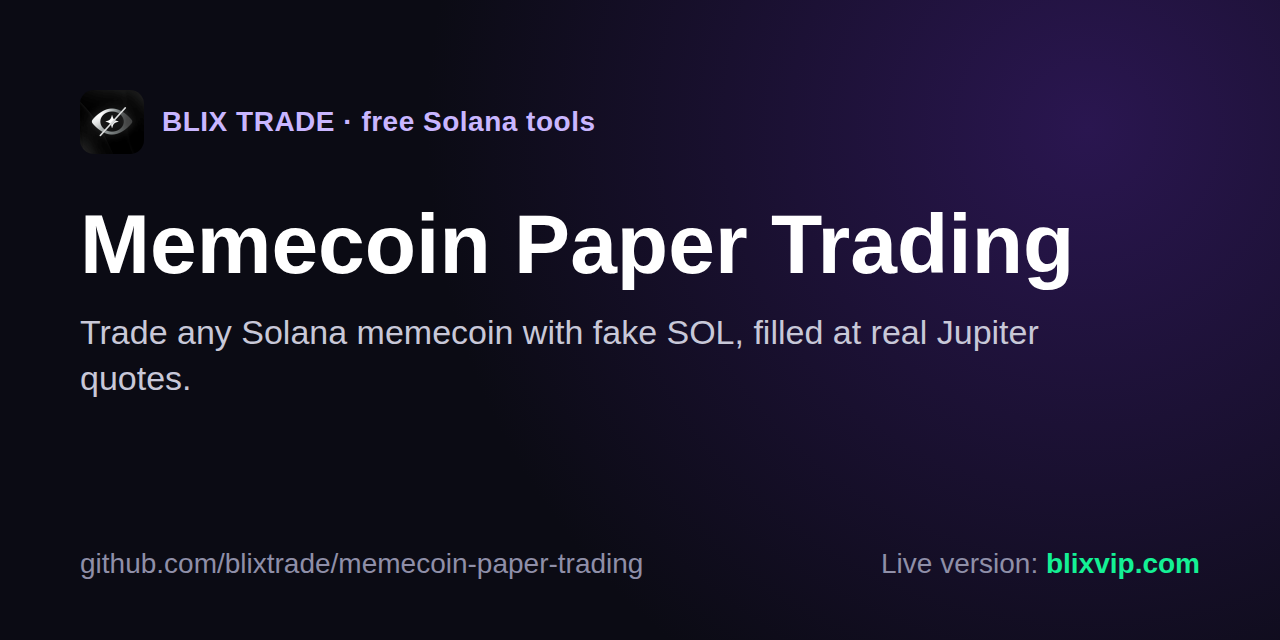 BLIX TRADE · free Solana tools
Memecoin Paper Trading
Trade any Solana memecoin with fake SOL, filled at real Jupiter
quotes.
github.com/blixtrade/memecoin-paper-trading
Live version: blixvip.com